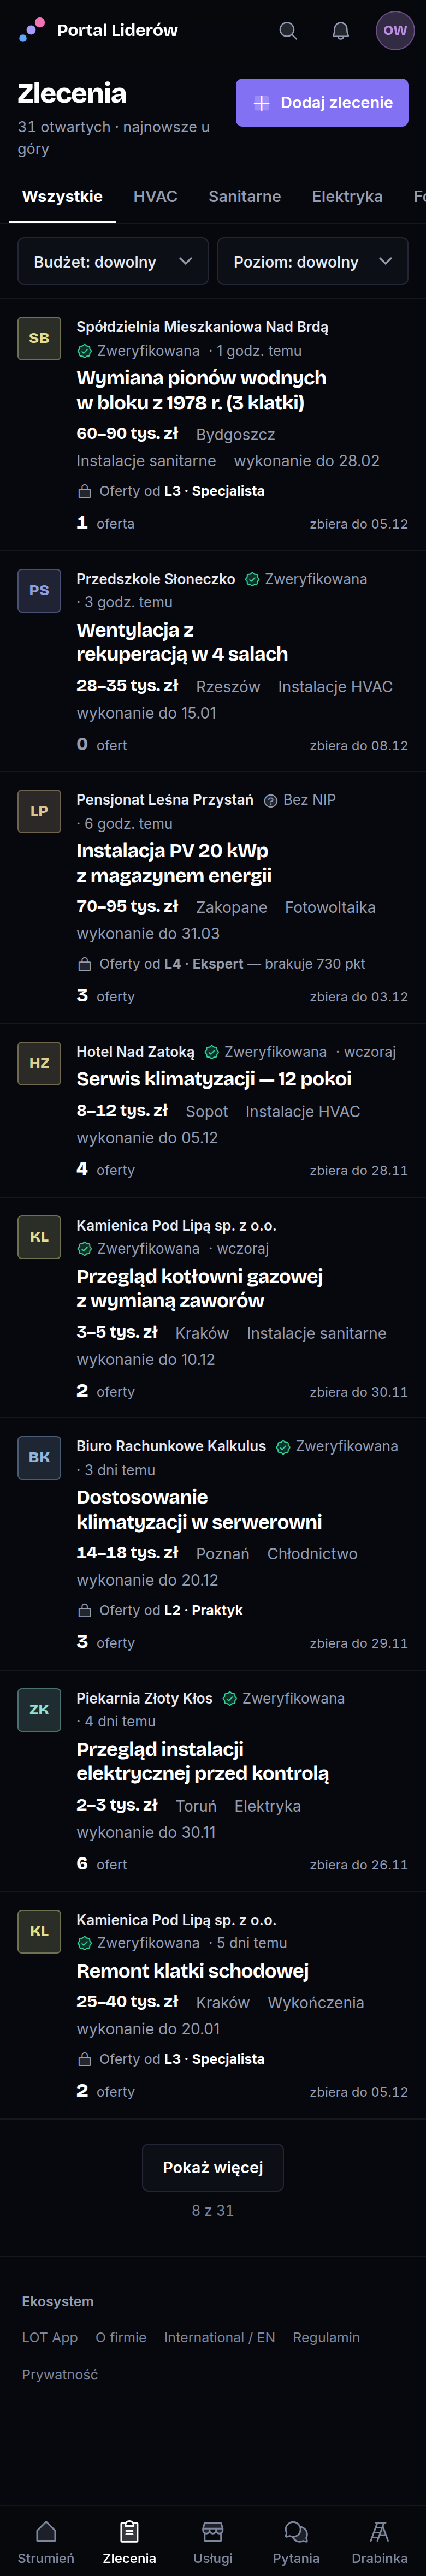 Portal Liderów
OW
Zlecenia
31 otwartych · najnowsze u
góry
Dodaj zlecenie
Wszystkie HVAC Sanitarne Elektryka Fo
Budżet: dowolny
Poziom: dowolny
SB
Spółdzielnia Mieszkaniowa Nad Brdą
Zweryfikowana · 1 godz. temu
Wymiana pionów wodnych
w bloku z 1978 r. (3 klatki)
60–90 tys. zł Bydgoszcz
Instalacje sanitarne wykonanie do 28.02
Oferty od L3 · Specjalista
1 oferta zbiera do 05.12
PS
Przedszkole Słoneczko Zweryfikowana
· 3 godz. temu
Wentylacja z
rekuperacją w 4 salach
28–35 tys. zł Rzeszów Instalacje HVAC
wykonanie do 15.01
0 ofert zbiera do 08.12
LP
Pensjonat Leśna Przystań Bez NIP
· 6 godz. temu
Instalacja PV 20 kWp
z magazynem energii
70–95 tys. zł Zakopane Fotowoltaika
wykonanie do 31.03
Oferty od L4 · Ekspert — brakuje 730 pkt
3 oferty zbiera do 03.12
HZ
Hotel Nad Zatoką Zweryfikowana · wczoraj
Serwis klimatyzacji — 12 pokoi
8–12 tys. zł Sopot Instalacje HVAC
wykonanie do 05.12
4 oferty zbiera do 28.11
KL
Kamienica Pod Lipą sp. z o.o.
Zweryfikowana · wczoraj
Przegląd kotłowni gazowej
z wymianą zaworów
3–5 tys. zł Kraków Instalacje sanitarne
wykonanie do 10.12
2 oferty zbiera do 30.11
BK
Biuro Rachunkowe Kalkulus Zweryfikowana
· 3 dni temu
Dostosowanie
klimatyzacji w serwerowni
14–18 tys. zł Poznań Chłodnictwo
wykonanie do 20.12
Oferty od L2 · Praktyk
3 oferty zbiera do 29.11
ZK
Piekarnia Złoty Kłos Zweryfikowana
· 4 dni temu
Przegląd instalacji
elektrycznej przed kontrolą
2–3 tys. zł Toruń Elektryka
wykonanie do 30.11
6 ofert zbiera do 26.11
KL
Kamienica Pod Lipą sp. z o.o.
Zweryfikowana · 5 dni temu
Remont klatki schodowej
25–40 tys. zł Kraków Wykończenia
wykonanie do 20.01
Oferty od L3 · Specjalista
2 oferty zbiera do 05.12
Pokaż więcej
8 z 31
Ekosystem
LOT App O firmie International / EN Regulamin
Prywatność
Strumień Zlecenia Usługi Pytania Drabinka